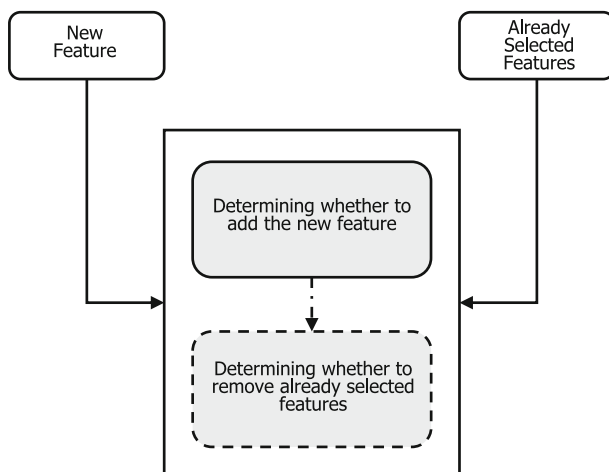 New
Feature
Already
Selected
Features
Determining whether to
add the new feature
Determining whether to
remove already selected
features